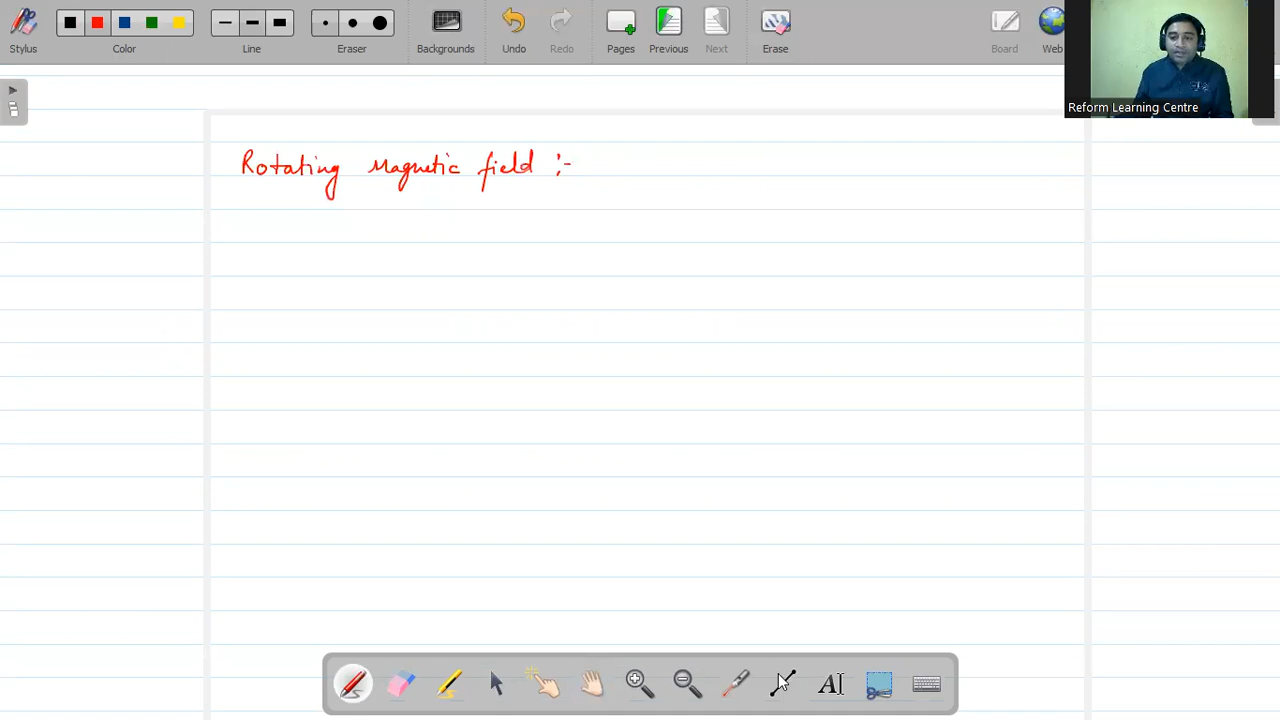 Stylus Color Line Eraser Backgrounds Undo Redo Pages Previous Next Erase Board Web
Reform Learning Centre
Rotating Magnetic field :-
AI